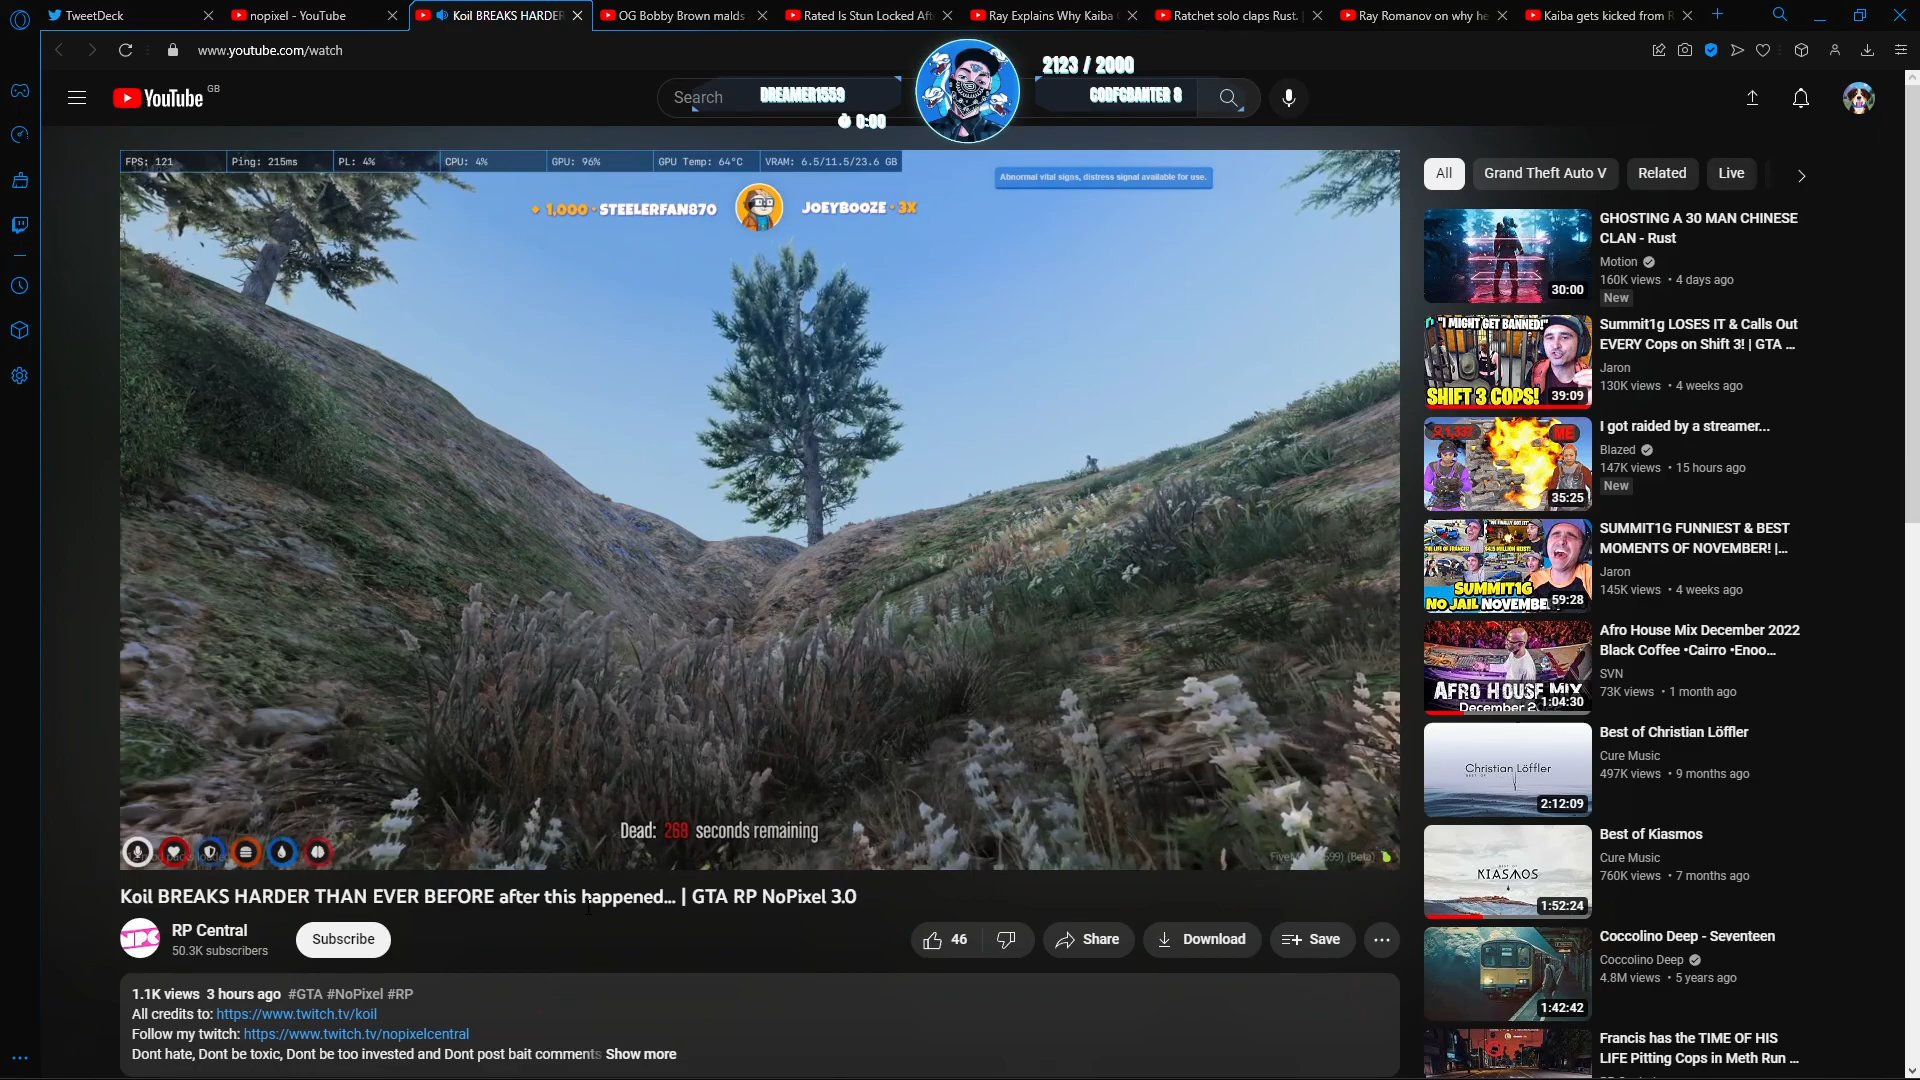 TweetDeck
nopixel - YouTube
Koil BREAKS HARDER
OG Bobby Brown malds
Rated Is Stun Locked Aft
Ray Explains Why Kaiba
Ratchet solo claps Rust. |
Ray Romanov on why he
Kaiba gets kicked from R
www.youtube.com/watch
2123 / 2000
YouTube GB
Search
DREAMER1559
CODFGBANTER 8
0:00
FPS: 121
Ping: 215ms
PL: 4%
CPU: 4%
GPU: 96%
GPU Temp: 64°C
VRAM: 6.5/11.5/23.6 GB
Abnormal vital signs, distress signal available for use.
+ 1,000 · STEELERFAN870
JOEYBOOZE · 3X
Dead: 268 seconds remaining
Koil BREAKS HARDER THAN EVER BEFORE after this happened... | GTA RP NoPixel 3.0
RP Central
50.3K subscribers
Subscribe
46
Share
Download
Save
1.1K views 3 hours ago #GTA #NoPixel #RP
All credits to: https://www.twitch.tv/koil
Follow my twitch: https://www.twitch.tv/nopixelcentral
Dont hate, Dont be toxic, Dont be too invested and Dont post bait comments Show more
All
Grand Theft Auto V
Related
Live
30:00
GHOSTING A 30 MAN CHINESE
CLAN - Rust
Motion
160K views • 4 days ago
New
"I MIGHT GET BANNED!"
SHIFT 3 COPS!
39:09
Summit1g LOSES IT & Calls Out
EVERY Cops on Shift 3! | GTA ...
Jaron
130K views • 4 weeks ago
1,337
ME
35:25
I got raided by a streamer...
Blazed
147K views • 15 hours ago
New
SUMMIT1G
NO JAIL NOVEMBER
59:28
SUMMIT1G FUNNIEST & BEST
MOMENTS OF NOVEMBER! |...
Jaron
145K views • 4 weeks ago
AFRO HOUSE MIX
December 2
1:04:30
Afro House Mix December 2022
Black Coffee •Cairro •Enoo...
SVN
73K views • 1 month ago
Christian Löffler
BEST OF
2:12:09
Best of Christian Löffler
Cure Music
497K views • 9 months ago
KIASMOS
1:52:24
Best of Kiasmos
Cure Music
760K views • 7 months ago
1:42:42
Coccolino Deep - Seventeen
Coccolino Deep
4.8M views • 5 years ago
Francis has the TIME OF HIS
LIFE Pitting Cops in Meth Run ...